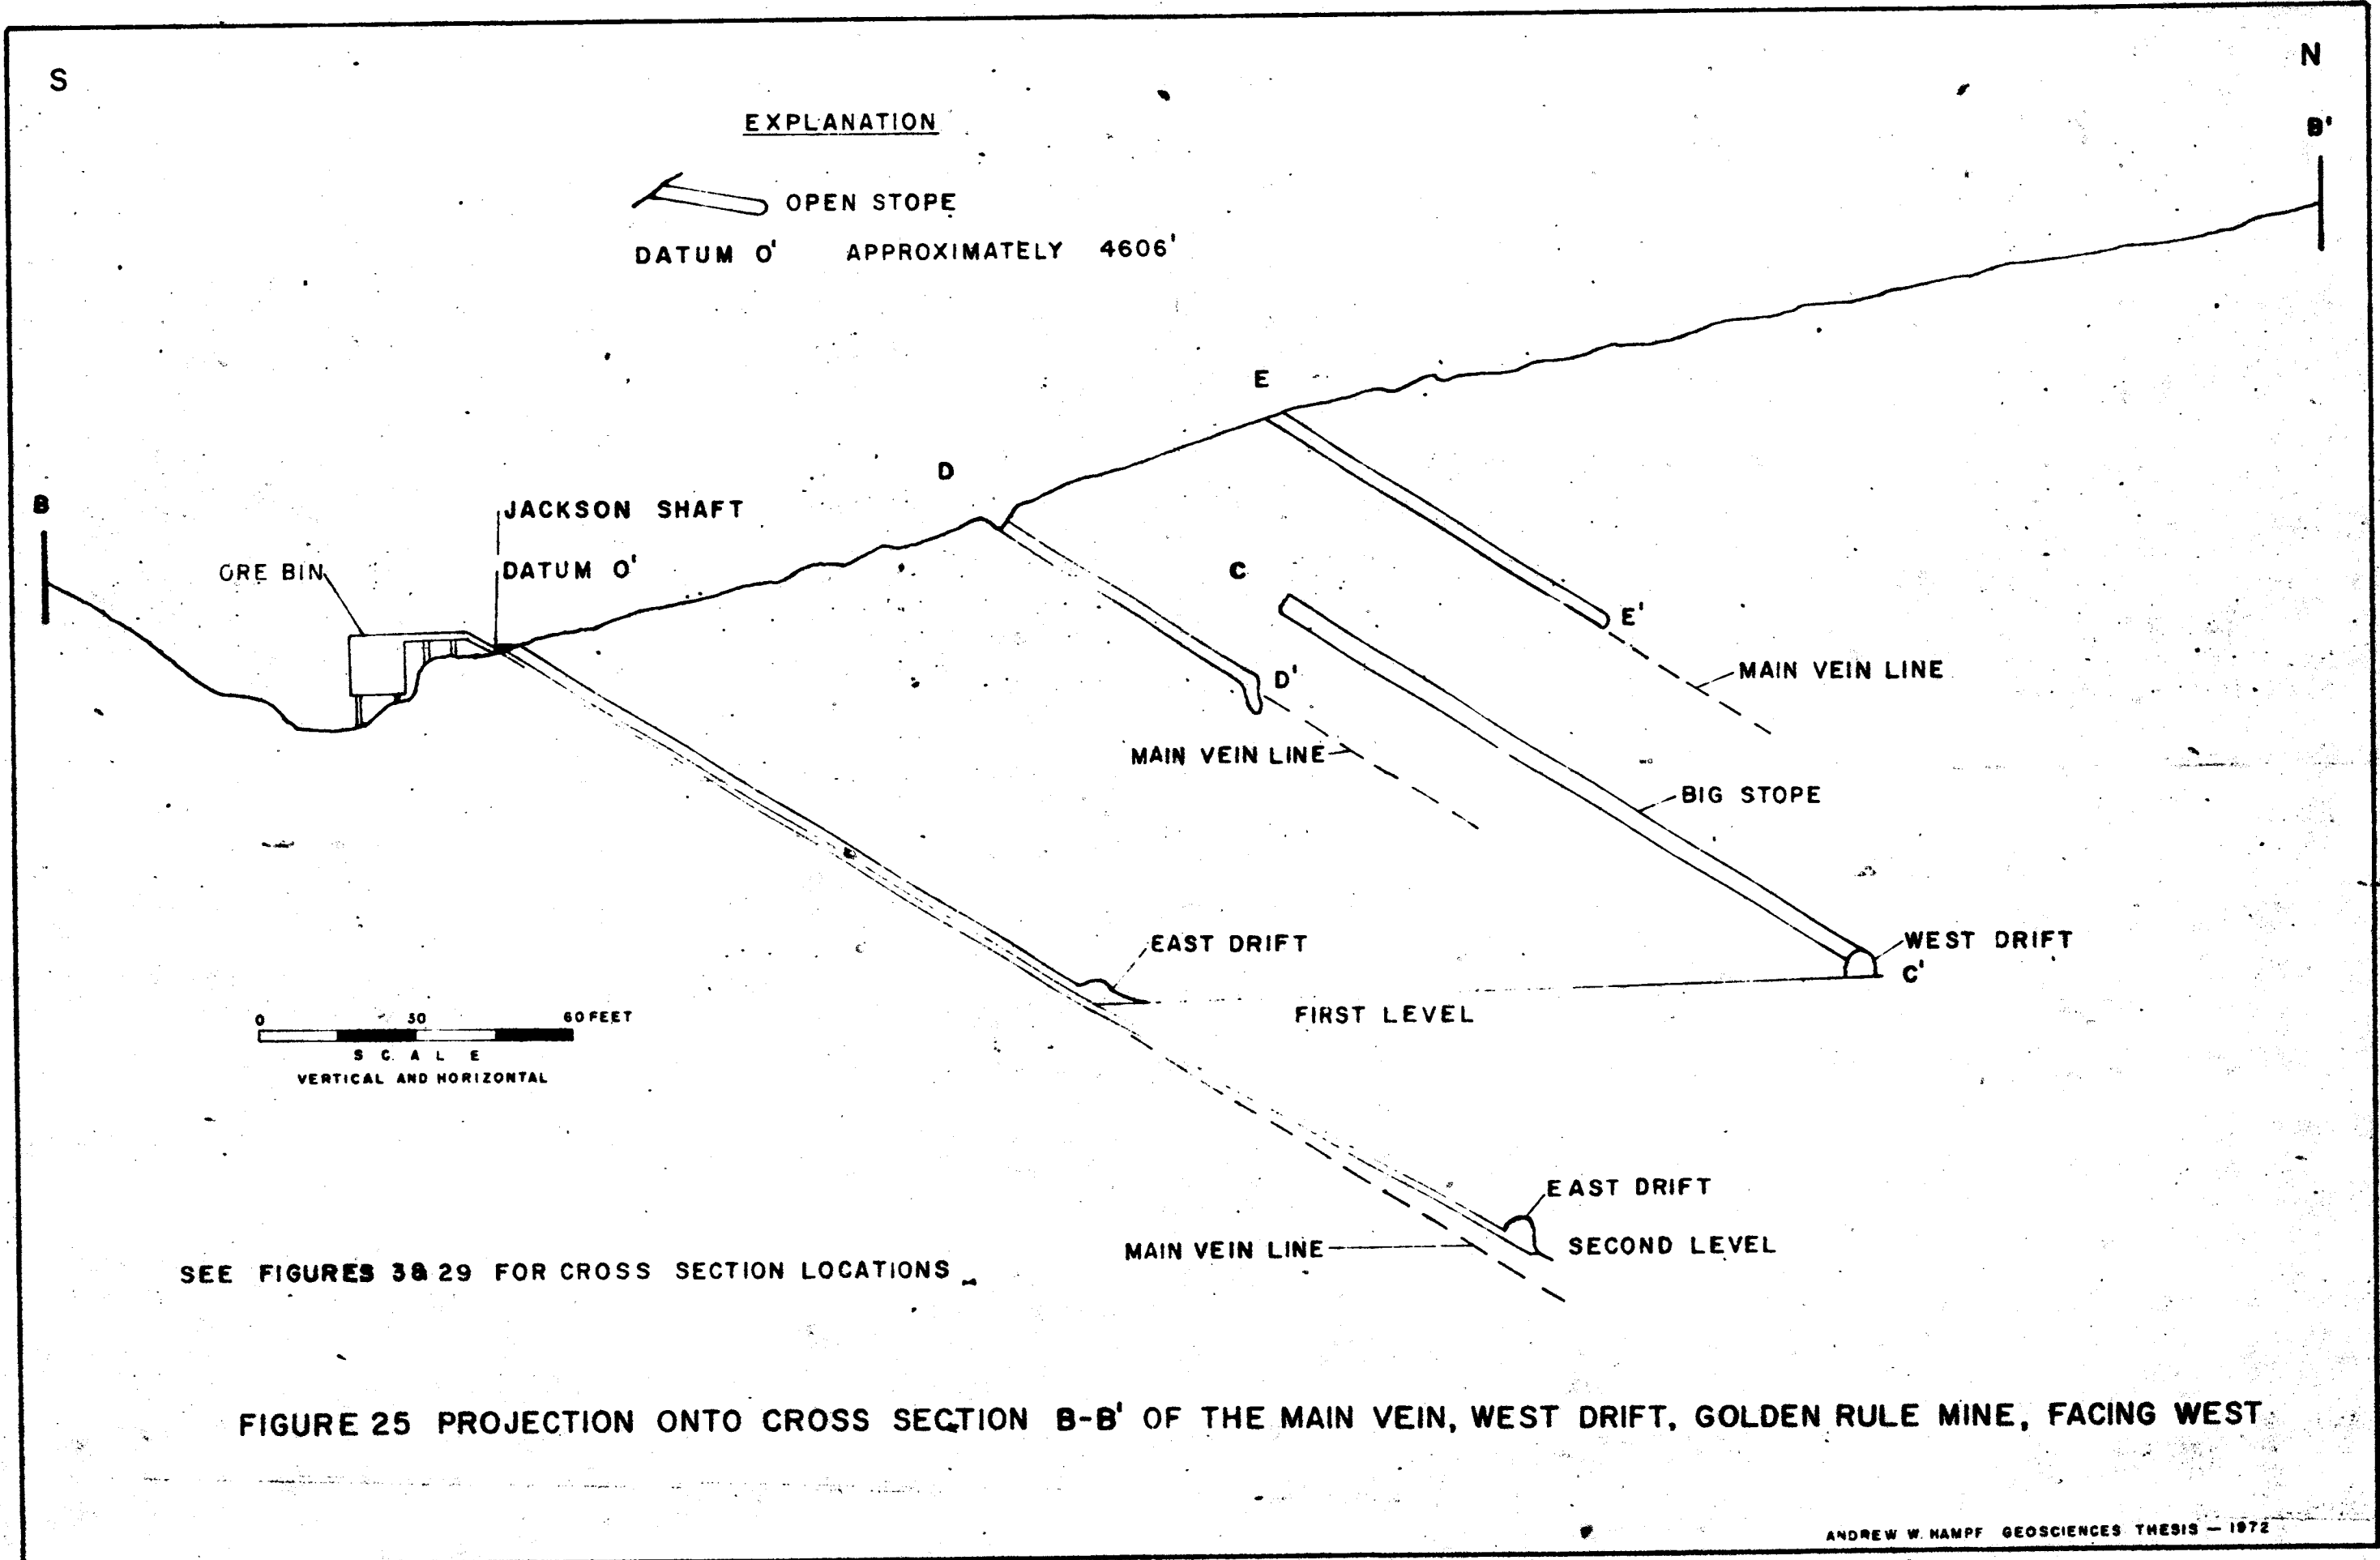 S
N
EXPLANATION
OPEN STOPE
DATUM 0' APPROXIMATELY 4606'
B'
E
D
B
JACKSON SHAFT
DATUM 0'
ORE BIN
C
E'
D'
MAIN VEIN LINE
MAIN VEIN LINE
BIG STOPE
EAST DRIFT
WEST DRIFT
C'
FIRST LEVEL
0 30 60 FEET
SCALE
VERTICAL AND HORIZONTAL
EAST DRIFT
MAIN VEIN LINE
SECOND LEVEL
SEE FIGURES 3 & 29 FOR CROSS SECTION LOCATIONS
FIGURE 25 PROJECTION ONTO CROSS SECTION B-B' OF THE MAIN VEIN, WEST DRIFT, GOLDEN RULE MINE, FACING WEST
ANDREW W. HAMPF GEOSCIENCES THESIS — 1972